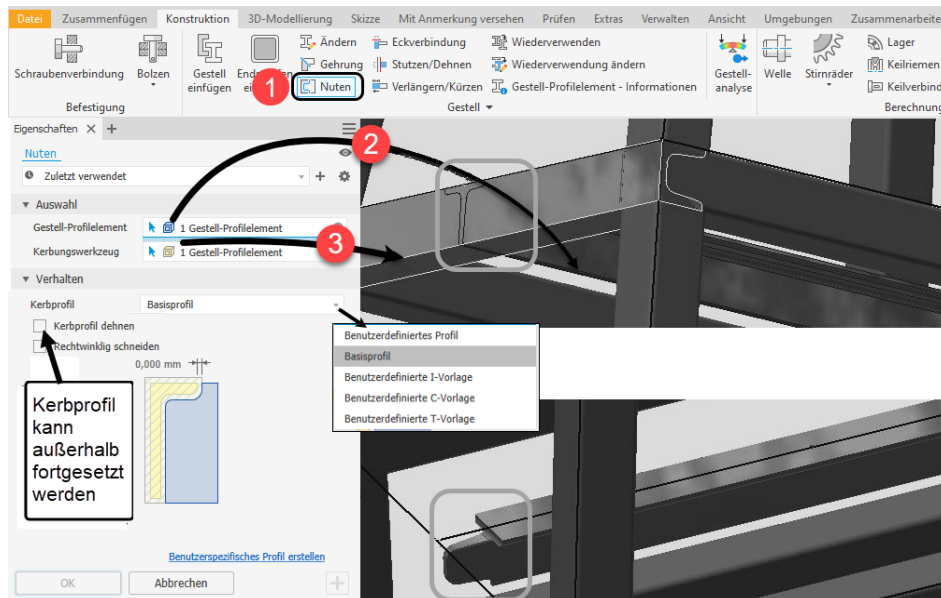 Datei Zusammenfügen Konstruktion 3D-Modellierung Skizze Mit Anmerkung versehen Prüfen Extras Verwalten Ansicht Umgebungen Zusammenarbeite
Ändern Eckverbindung Wiederverwenden Lager
Gehrung Stutzen/Dehnen Wiederverwendung ändern Keilriemen
Schraubenverbindung Bolzen Gestell einfügen Nuten Verlängern/Kürzen Gestell-Profilelement - Informationen Gestell-analyse Welle Stirnräder Keilverbind
1
Befestigung Gestell Berechnung
Eigenschaften
2
Nuten
Zuletzt verwendet
Auswahl
Gestell-Profilelement 1 Gestell-Profilelement
3
Kerbungswerkzeug 1 Gestell-Profilelement
Verhalten
Kerbprofil Basisprofil
Kerbprofil dehnen
Rechtwinklig schneiden
0,000 mm
Benutzerdefiniertes Profil
Basisprofil
Benutzerdefinierte I-Vorlage
Benutzerdefinierte C-Vorlage
Benutzerdefinierte T-Vorlage
Kerbprofil
kann
außerhalb
fortgesetzt
werden
Benutzerspezifisches Profil erstellen
OK Abbrechen